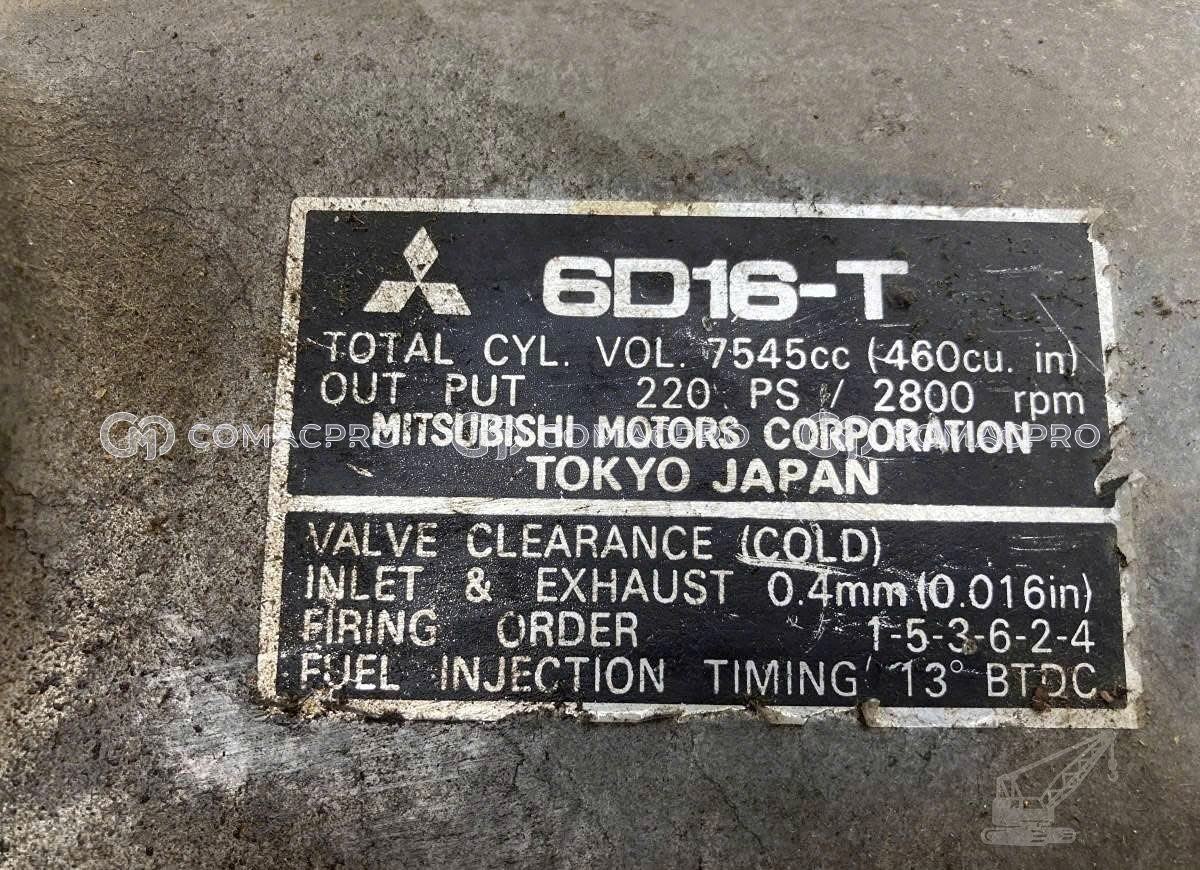 6D16-T
TOTAL CYL. VOL. 7545cc (460cu. in)
OUT PUT 220 PS / 2800 rpm
COMACPRO COMACPRO COMACPRO
MITSUBISHI MOTORS CORPORATION
TOKYO JAPAN
VALVE CLEARANCE (COLD)
INLET & EXHAUST 0.4mm (0.016in)
FIRING ORDER 1-5-3-6-2-4
FUEL INJECTION TIMING 13° BTDC